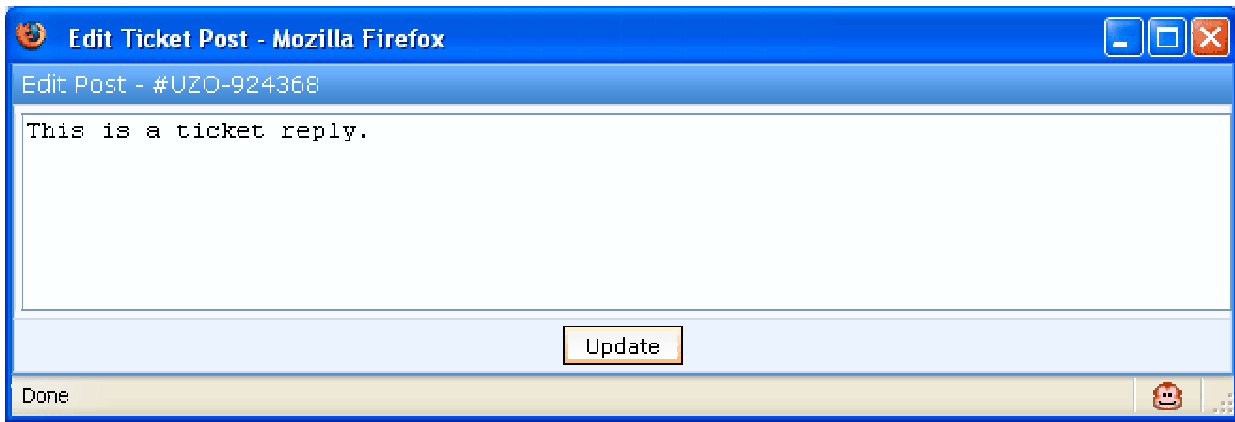 Edit Ticket Post - Mozilla Firefox
Edit Post - #UZO-924368
This is a ticket reply.
Update
Done